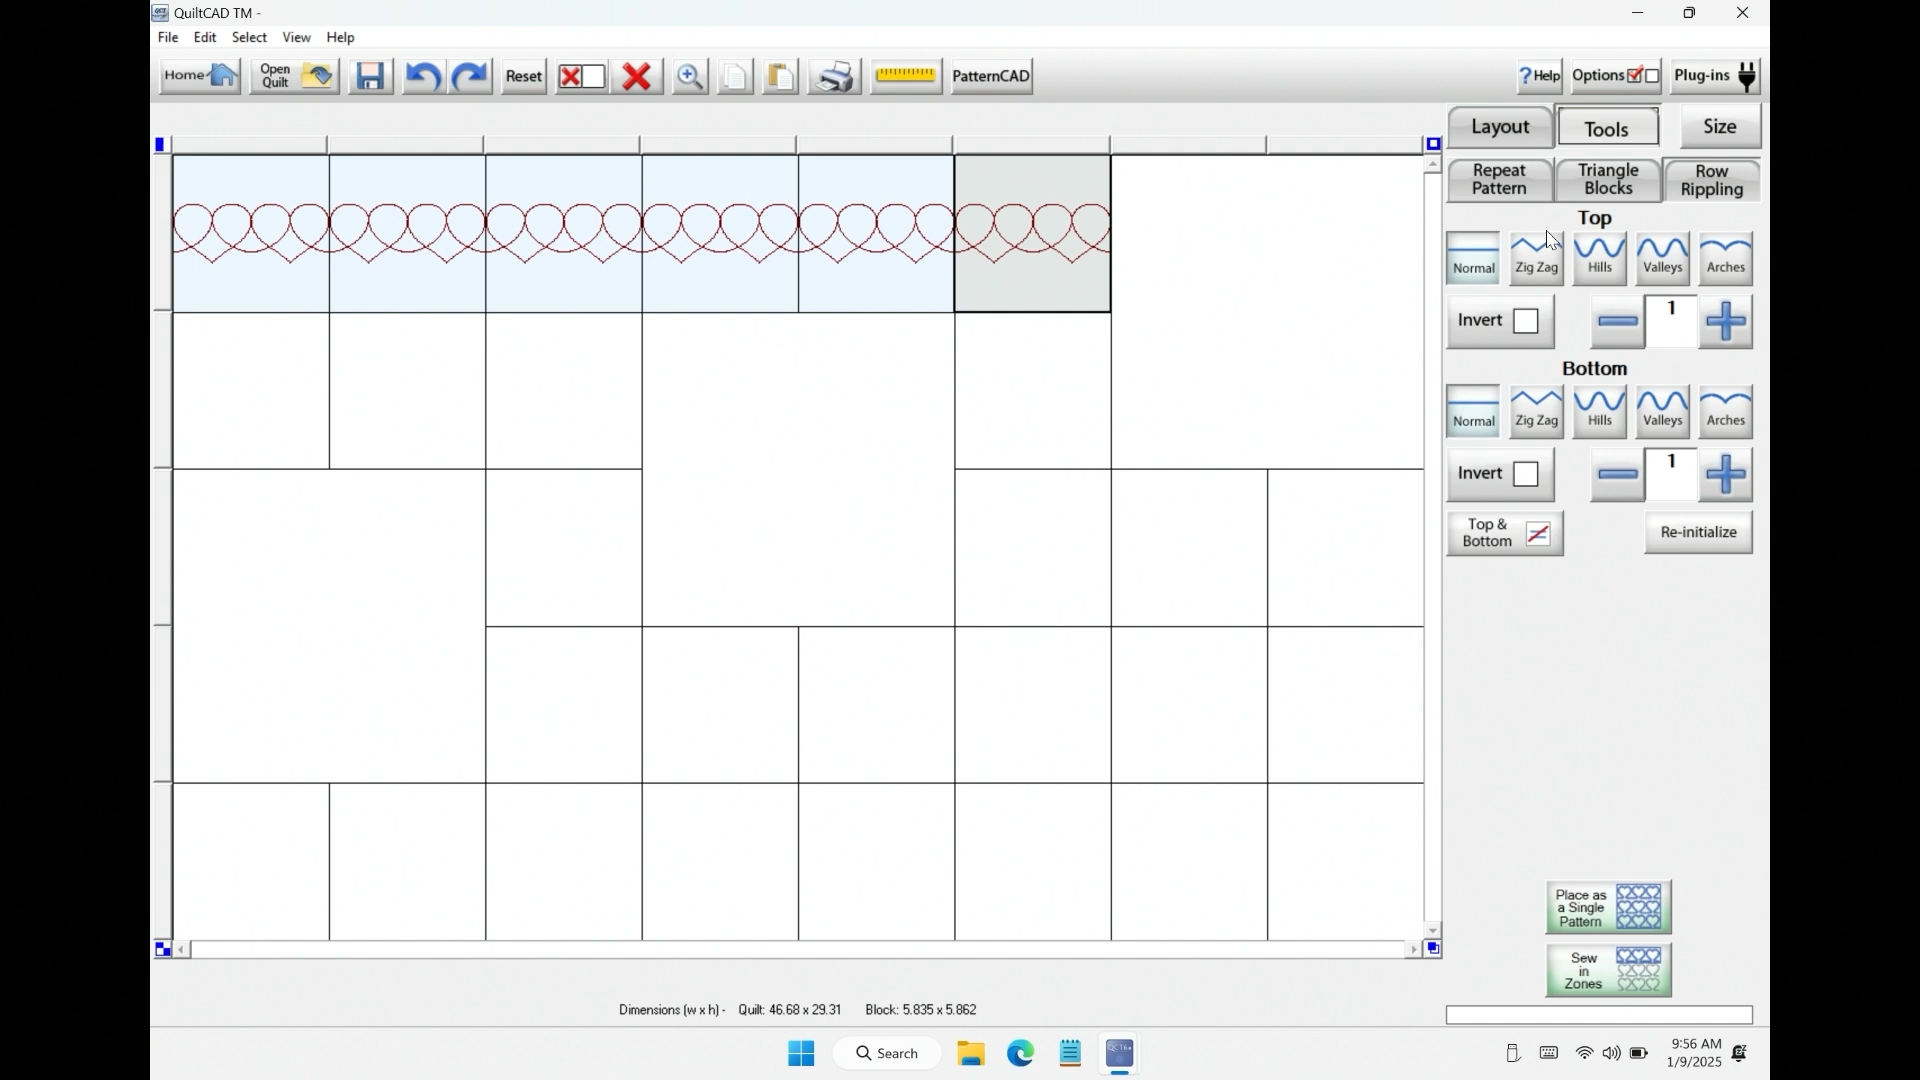 QuiltCAD TM -
File Edit Select View Help
Home
Open
Quilt
Reset
PatternCAD
?Help
Options
Plug-ins
Layout
Tools
Size
Repeat
Pattern
Triangle
Blocks
Row
Rippling
Top
Normal
Zig Zag
Hills
Valleys
Arches
Invert
1
Bottom
Normal
Zig Zag
Hills
Valleys
Arches
Invert
1
Top &
Bottom
Re-initialize
Place as
a Single
Pattern
Sew
in
Zones
Dimensions (w x h) - Quilt: 46.68 x 29.31 Block: 5.835 x 5.862
Search
9:56 AM
1/9/2025